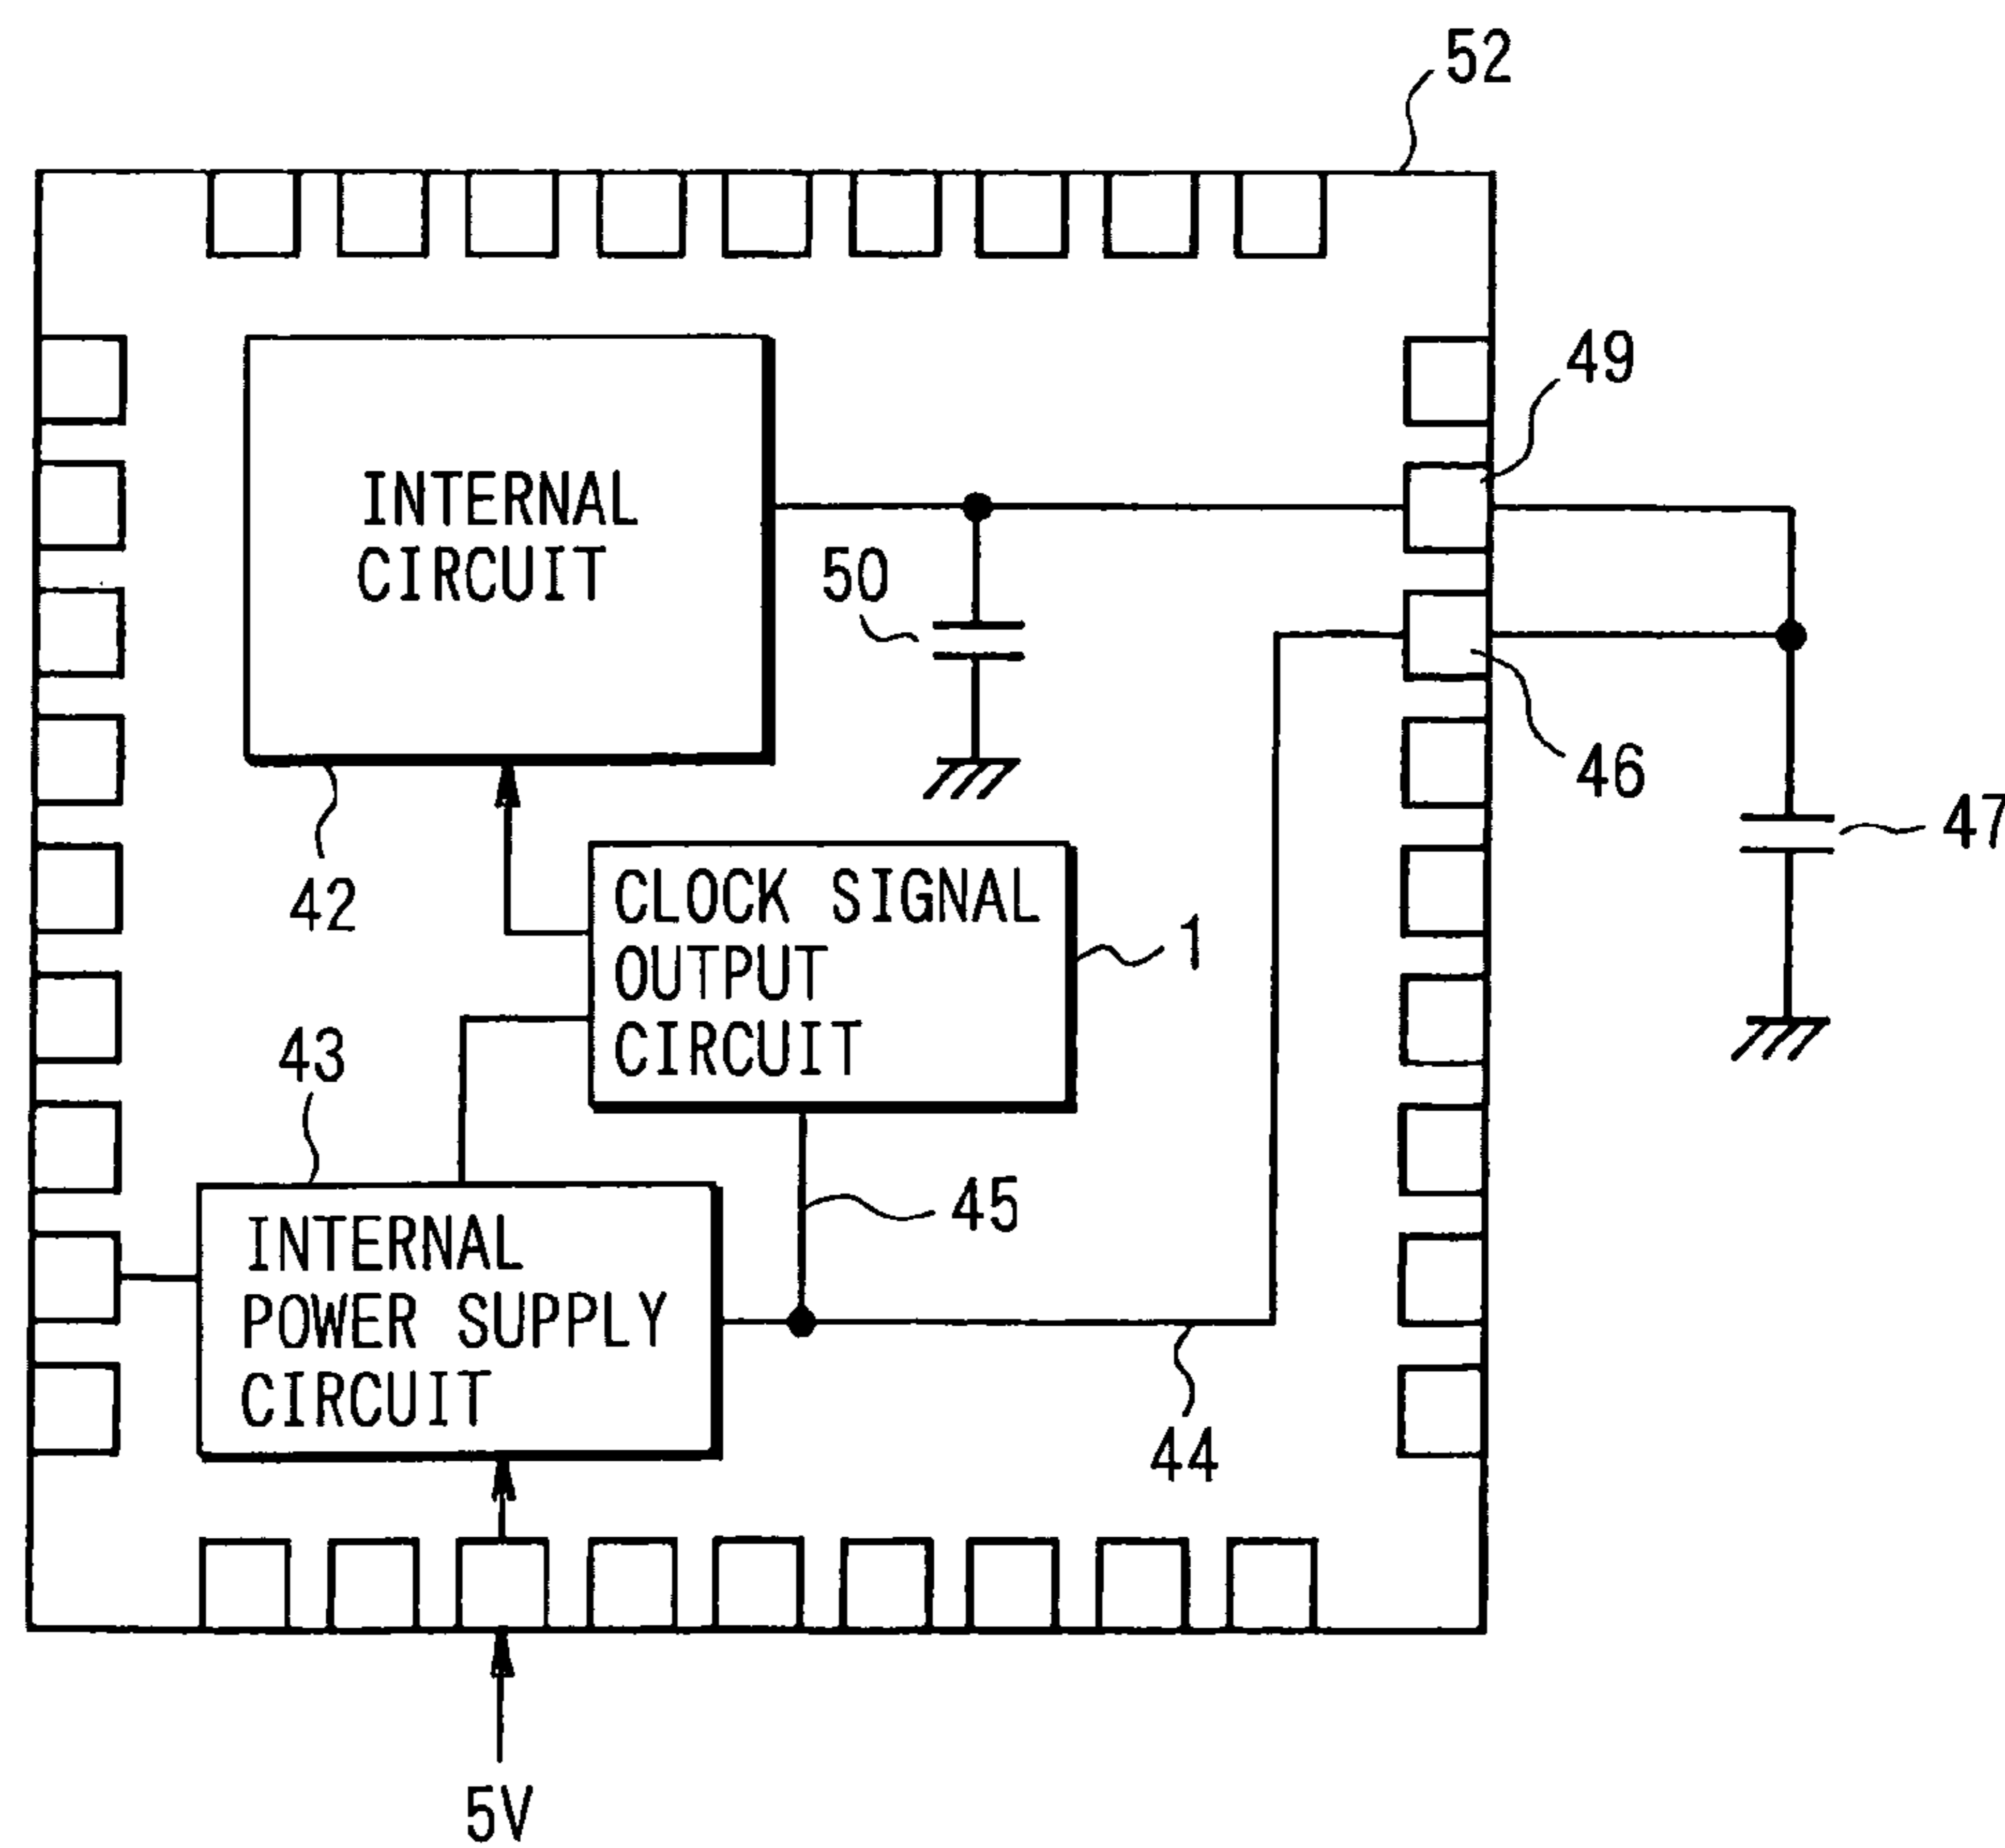 52
49
INTERNAL
CIRCUIT
50
46
47
42
CLOCK SIGNAL
OUTPUT
CIRCUIT
1
43
45
INTERNAL
POWER SUPPLY
CIRCUIT
44
5V